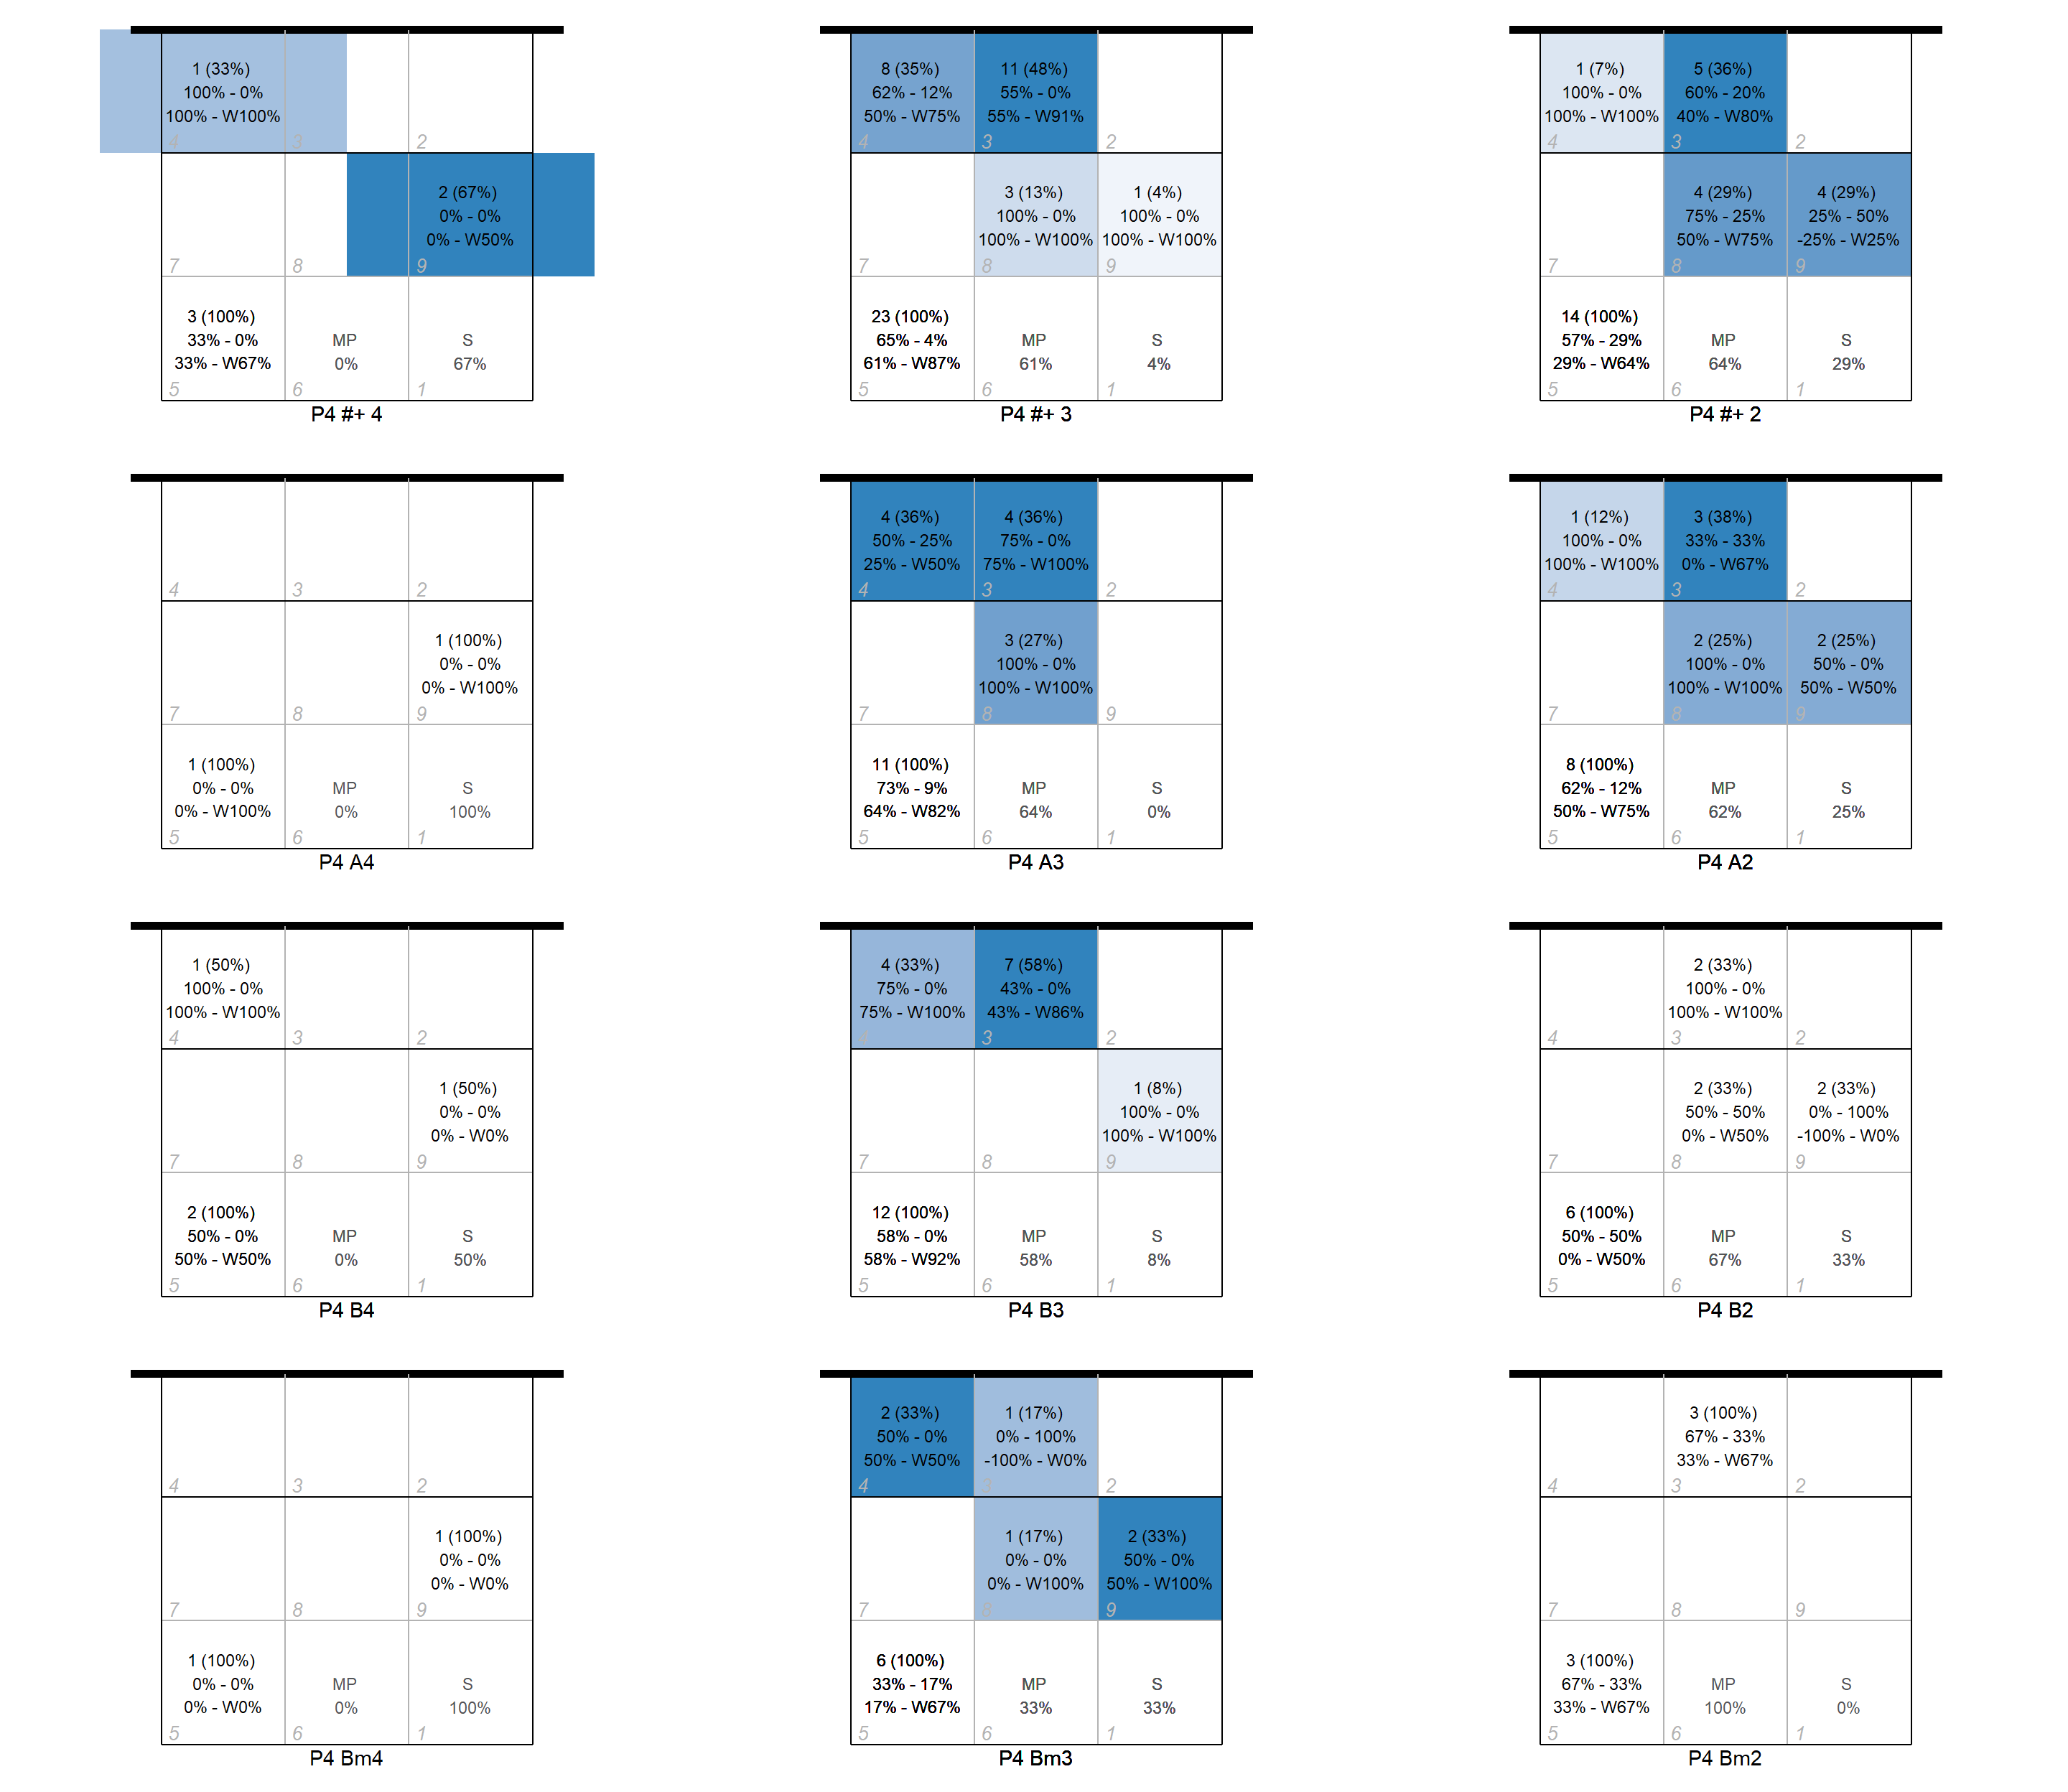 1 (33%)
100% - 0%
100% - W100%
4
3
2
2 (67%)
0% - 0%
0% - W50%
7
8
9
3 (100%)
33% - 0%
33% - W67%
MP
0%
S
67%
5
6
1
P4 #+ 4
8 (35%)
62% - 12%
50% - W75%
11 (48%)
55% - 0%
55% - W91%
4
3
2
3 (13%)
100% - 0%
100% - W100%
1 (4%)
100% - 0%
100% - W100%
7
8
9
23 (100%)
65% - 4%
61% - W87%
MP
61%
S
4%
5
6
1
P4 #+ 3
1 (7%)
100% - 0%
100% - W100%
5 (36%)
60% - 20%
40% - W80%
4
3
2
4 (29%)
75% - 25%
50% - W75%
4 (29%)
25% - 50%
-25% - W25%
7
8
9
14 (100%)
57% - 29%
29% - W64%
MP
64%
S
29%
5
6
1
P4 #+ 2
4
3
2
1 (100%)
0% - 0%
0% - W100%
7
8
9
1 (100%)
0% - 0%
0% - W100%
MP
0%
S
100%
5
6
1
P4 A4
4 (36%)
50% - 25%
25% - W50%
4 (36%)
75% - 0%
75% - W100%
4
3
2
3 (27%)
100% - 0%
100% - W100%
7
8
9
11 (100%)
73% - 9%
64% - W82%
MP
64%
S
0%
5
6
1
P4 A3
1 (12%)
100% - 0%
100% - W100%
3 (38%)
33% - 33%
0% - W67%
4
3
2
2 (25%)
100% - 0%
100% - W100%
2 (25%)
50% - 0%
50% - W50%
7
8
9
8 (100%)
62% - 12%
50% - W75%
MP
62%
S
25%
5
6
1
P4 A2
1 (50%)
100% - 0%
100% - W100%
4
3
2
1 (50%)
0% - 0%
0% - W0%
7
8
9
2 (100%)
50% - 0%
50% - W50%
MP
0%
S
50%
5
6
1
P4 B4
4 (33%)
75% - 0%
75% - W100%
7 (58%)
43% - 0%
43% - W86%
4
3
2
1 (8%)
100% - 0%
100% - W100%
7
8
9
12 (100%)
58% - 0%
58% - W92%
MP
58%
S
8%
5
6
1
P4 B3
2 (33%)
100% - 0%
100% - W100%
4
3
2
2 (33%)
50% - 50%
0% - W50%
2 (33%)
0% - 100%
-100% - W0%
7
8
9
6 (100%)
50% - 50%
0% - W50%
MP
67%
S
33%
5
6
1
P4 B2
4
3
2
1 (100%)
0% - 0%
0% - W0%
7
8
9
1 (100%)
0% - 0%
0% - W0%
MP
0%
S
100%
5
6
1
P4 Bm4
2 (33%)
50% - 0%
50% - W50%
1 (17%)
0% - 100%
-100% - W0%
4
3
2
1 (17%)
0% - 0%
0% - W100%
2 (33%)
50% - 0%
50% - W100%
7
8
9
6 (100%)
33% - 17%
17% - W67%
MP
33%
S
33%
5
6
1
P4 Bm3
3 (100%)
67% - 33%
33% - W67%
4
3
2
7
8
9
3 (100%)
67% - 33%
33% - W67%
MP
100%
S
0%
5
6
1
P4 Bm2